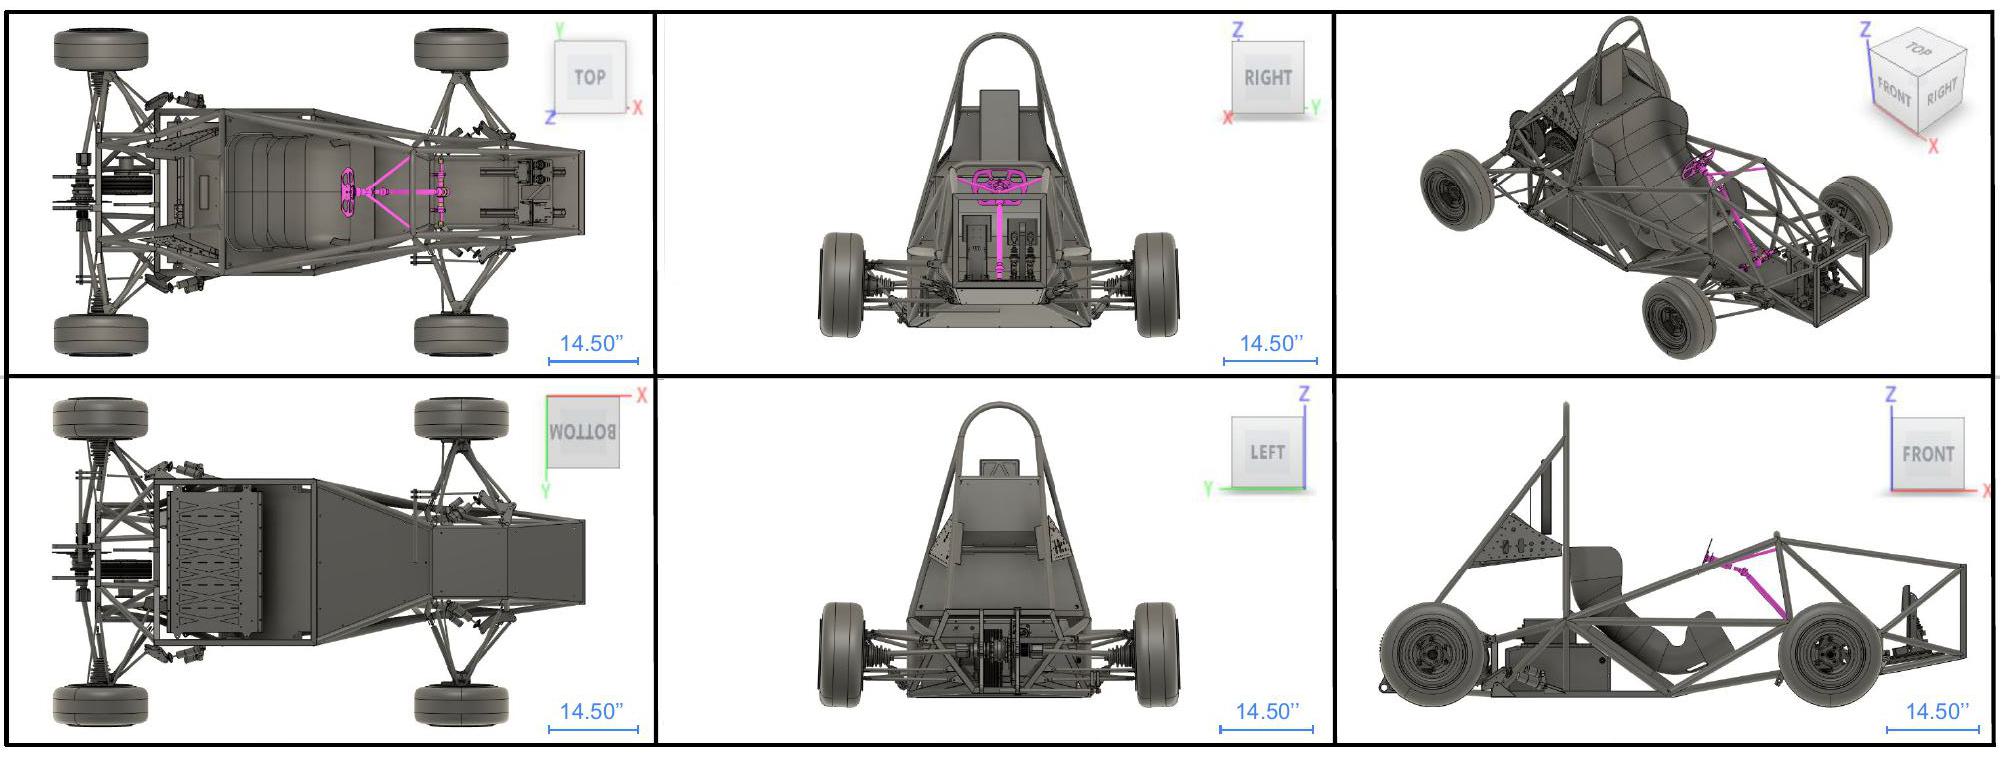 Y
TOP
X
Z
14.50”
Z
RIGHT
Y
X
14.50’’
Z
TOP
FRONT
RIGHT
X
X
BOTTOM
Y
14.50”
Z
LEFT
Y
14.50’’
Z
FRONT
X
14.50’’